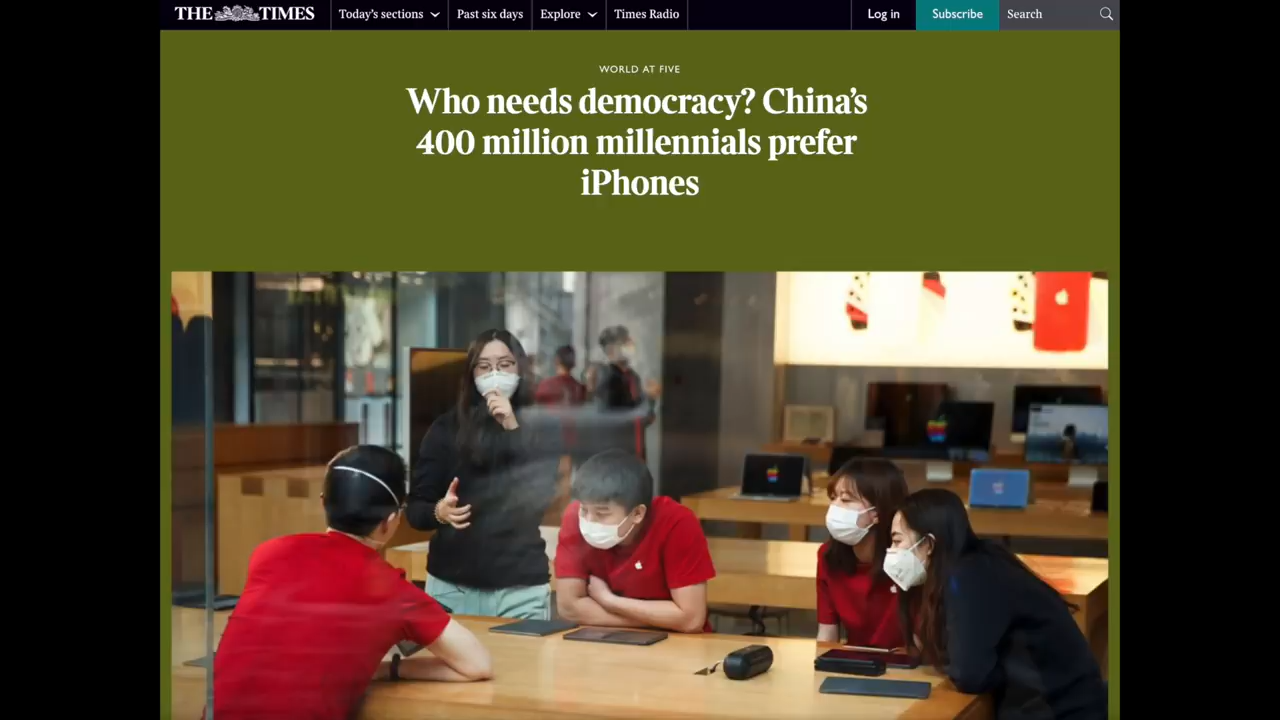 THE TIMES
Today's sections
Past six days
Explore
Times Radio
Log in
Subscribe
Search
WORLD AT FIVE
Who needs democracy? China's
400 million millennials prefer
iPhones